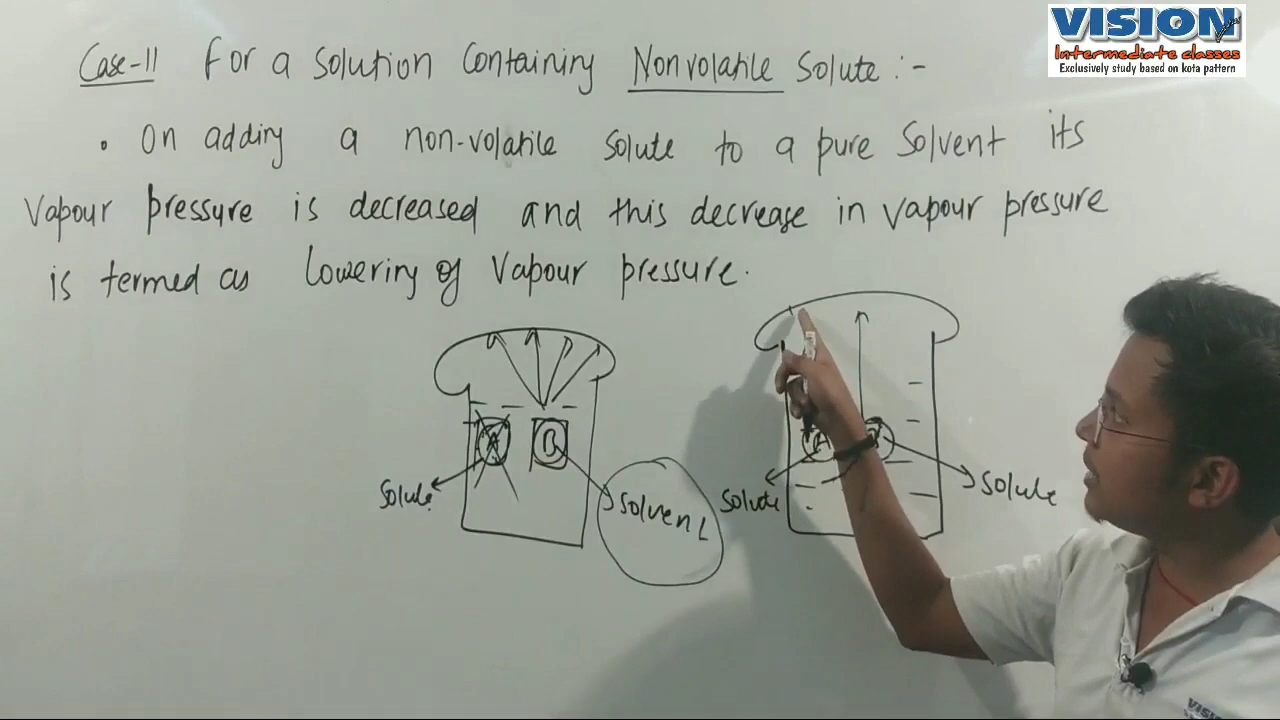 VISION
Intermediate classes
Exclusively study based on kota pattern
Case-II for a solution containing Nonvolatile solute :-
• On adding a non-volatile solute to a pure solvent its
Vapour pressure is decreased and this decrease in vapour pressure
is termed as lowering of vapour pressure.
A B
solute
solvent
A
solute
solute
VISION